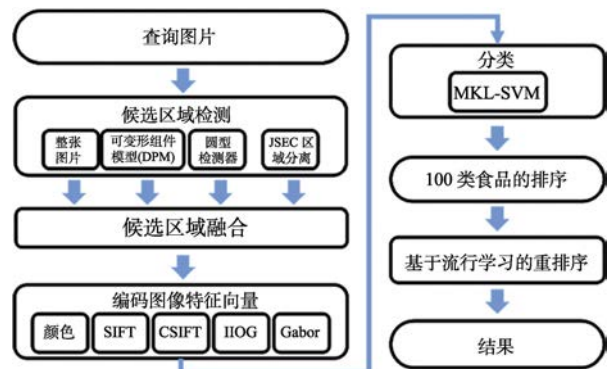 查询图片
候选区域检测
整张 可变形组件 圆型 JSEC 区
图片 模型(DPM) 检测器 域分离
候选区域融合
编码图像特征向量
颜色 SIFT CSIFT IIOG Gabor
分类
MKL-SVM
100 类食品的排序
基于流行学习的重排序
结果